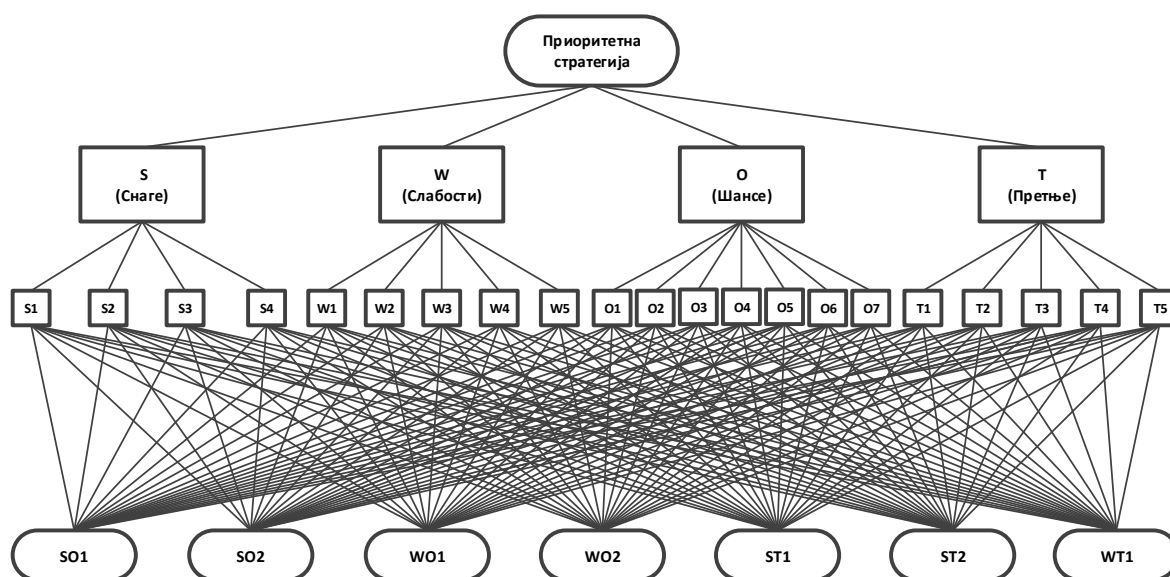 Приоритетна
стратегија
S
(Снаге)
W
(Слабости)
O
(Шансе)
T
(Претње)
S1
S2
S3
S4
W1
W2
W3
W4
W5
O1
O2
O3
O4
O5
O6
O7
T1
T2
T3
T4
T5
SO1
SO2
WO1
WO2
ST1
ST2
WT1